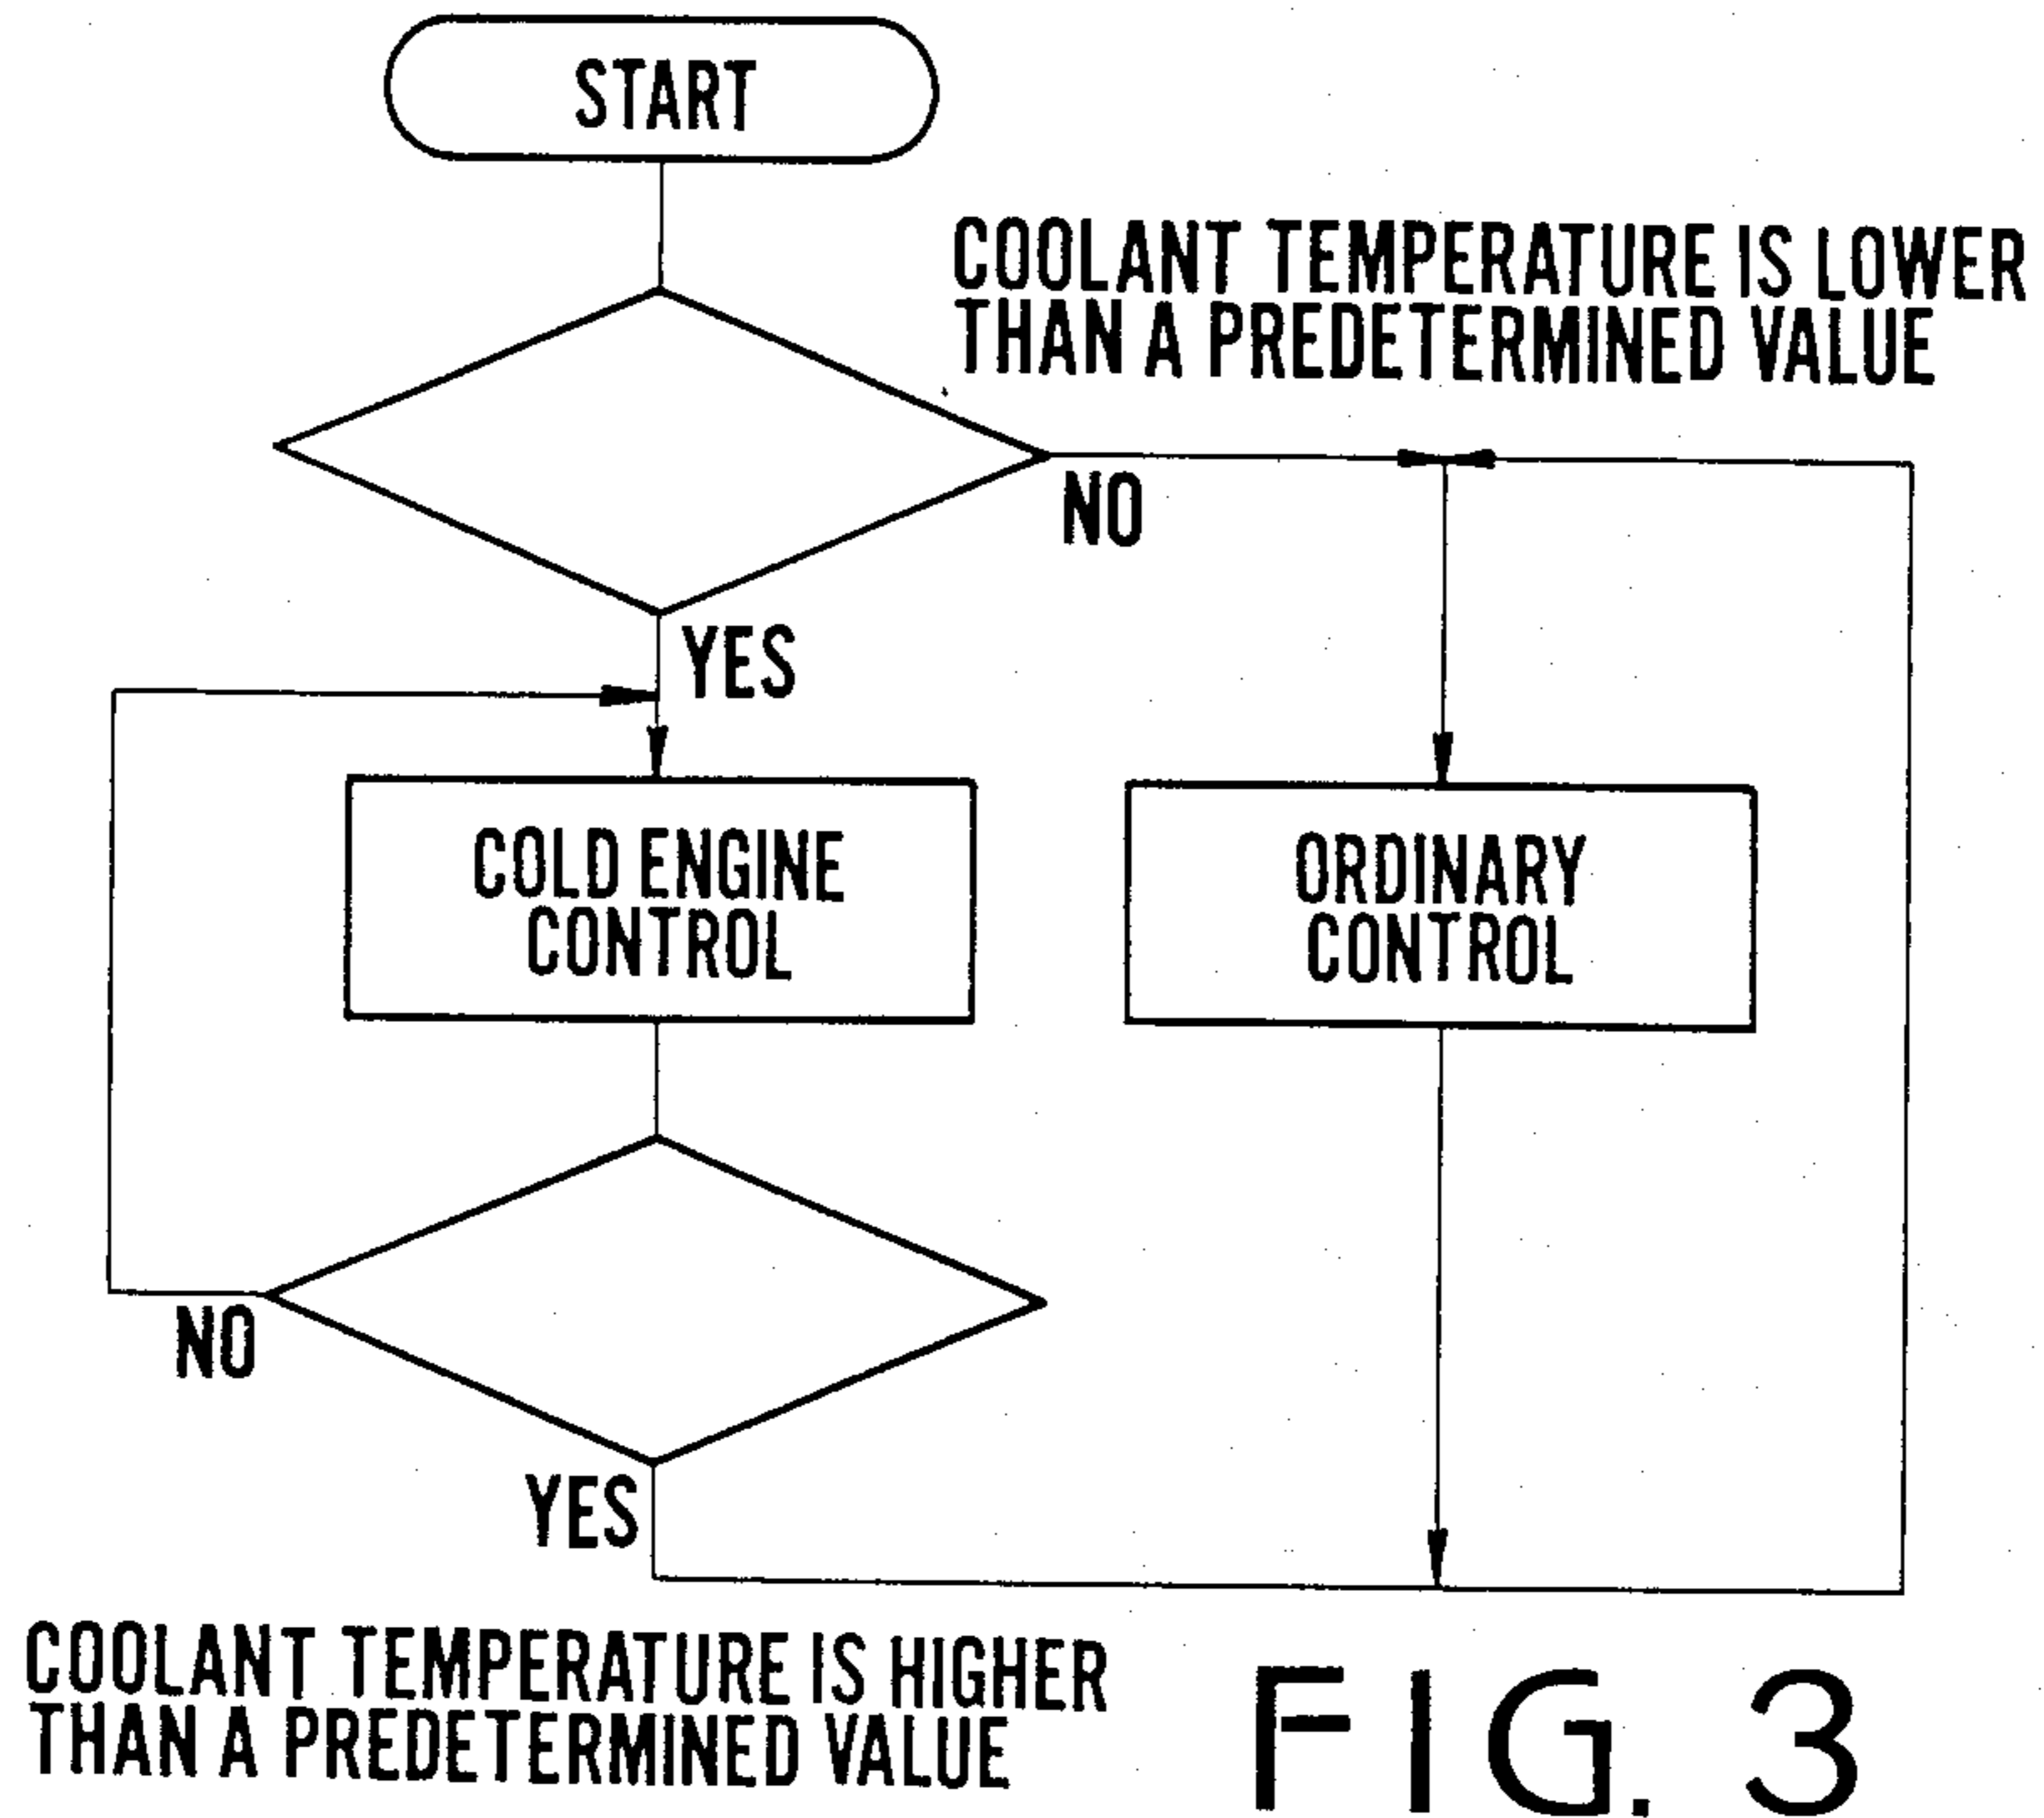 START
COOLANT TEMPERATURE IS LOWER
THAN A PREDETERMINED VALUE
NO
YES
COLD ENGINE
CONTROL
ORDINARY
CONTROL
NO
YES
COOLANT TEMPERATURE IS HIGHER
THAN A PREDETERMINED VALUE
FIG. 3